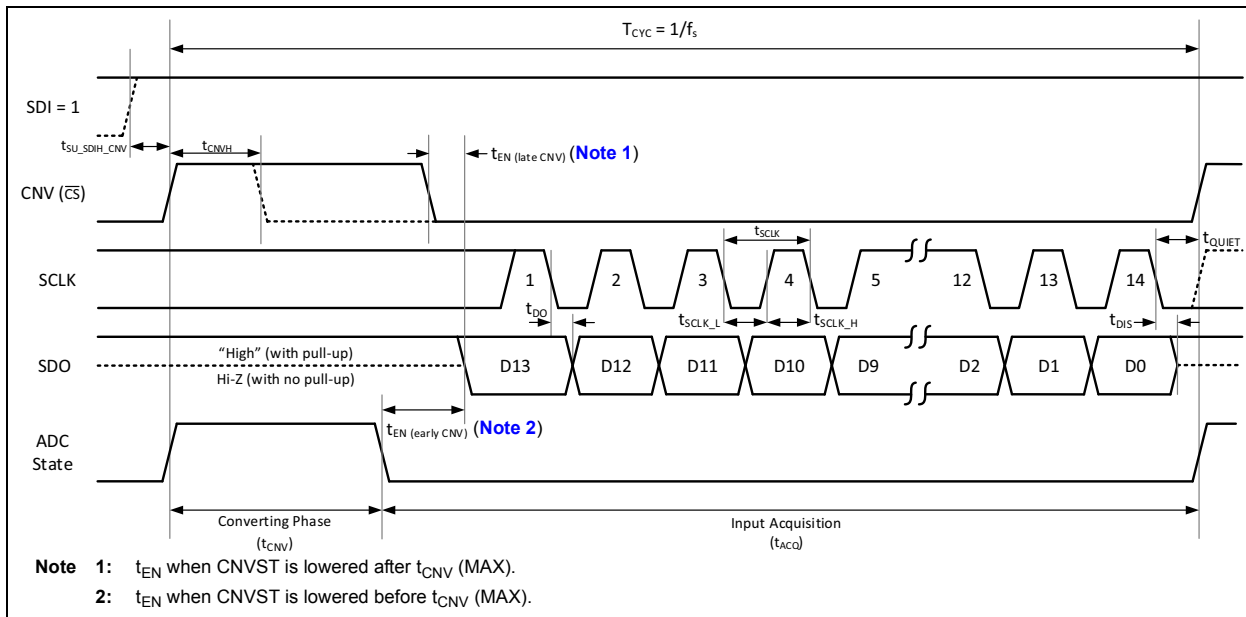 TCYC = 1/fs
SDI = 1
tSU_SDIH_CNV
tCNVH
tEN (late CNV) (Note 1)
CNV (CS)
tSCLK
tQUIET
SCLK
1 2 3 4 5 12 13 14
tDO
tSCLK_L
tSCLK_H
tDIS
"High" (with pull-up)
SDO
Hi-Z (with no pull-up)
D13 D12 D11 D10 D9 D2 D1 D0
tEN (early CNV) (Note 2)
ADC
State
Converting Phase
(tCNV)
Input Acquisition
(tACQ)
Note 1: tEN when CNVST is lowered after tCNV (MAX).
2: tEN when CNVST is lowered before tCNV (MAX).